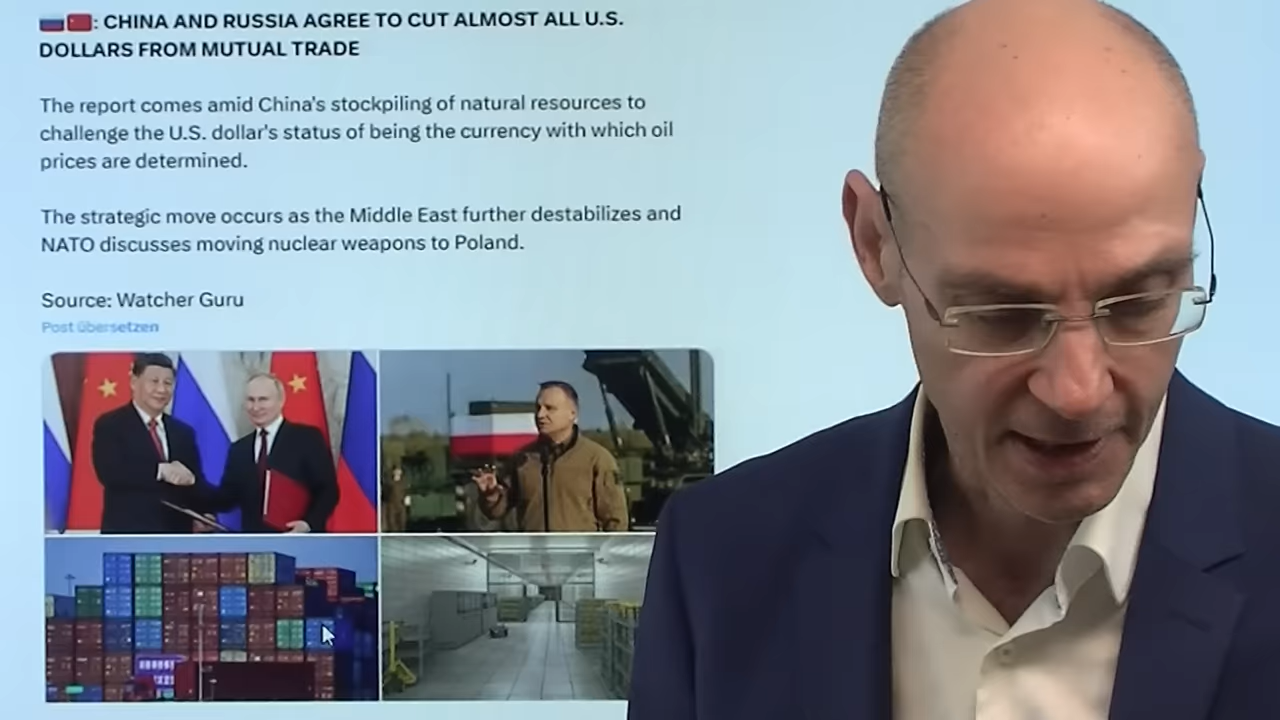 🇷🇺🇨🇳: CHINA AND RUSSIA AGREE TO CUT ALMOST ALL U.S.
DOLLARS FROM MUTUAL TRADE
The report comes amid China's stockpiling of natural resources to
challenge the U.S. dollar's status of being the currency with which oil
prices are determined.
The strategic move occurs as the Middle East further destabilizes and
NATO discusses moving nuclear weapons to Poland.
Source: Watcher Guru
Post übersetzen